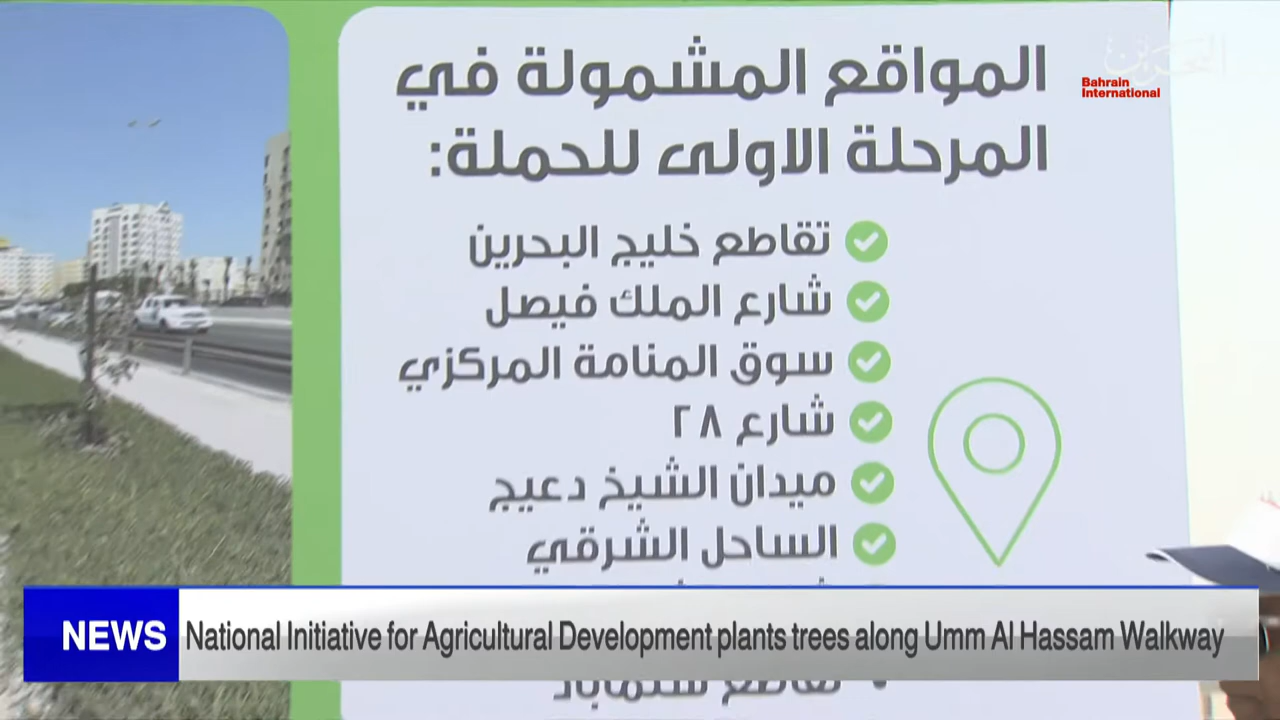 المواقع المشمولة في
المرحلة الاولى للحملة:
تقاطع خليج البحرين
شارع الملك فيصل
سوق المنامة المركزي
شارع ٢٨
ميدان الشيخ دعيج
الساحل الشرقي
البحرين
Bahrain
International
NEWS
National Initiative for Agricultural Development plants trees along Umm Al Hassam Walkway